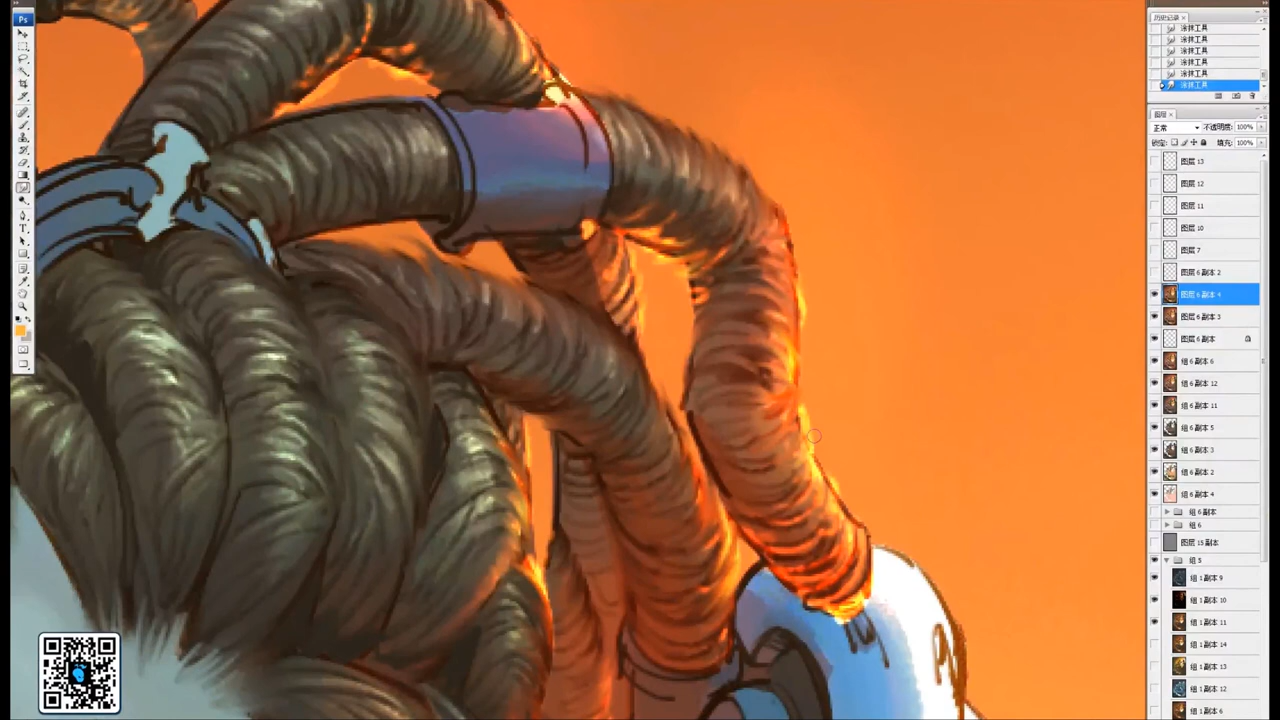 Ps
历史记录
涂抹工具
涂抹工具
涂抹工具
涂抹工具
涂抹工具
涂抹工具
图层
正常
不透明度: 100%
锁定:
填充: 100%
图层 13
图层 12
图层 11
图层 10
图层 7
图层 6 副本 2
图层 6 副本 4
图层 6 副本 3
图层 6 副本
组 6 副本 6
组 6 副本 12
组 6 副本 11
组 6 副本 5
组 6 副本 3
组 6 副本 2
组 6 副本 4
组 6 副本
组 6
图层 15 副本
组 5
组 1 副本 9
组 1 副本 10
组 1 副本 11
组 1 副本 14
组 1 副本 13
组 1 副本 12
组 1 副本 6